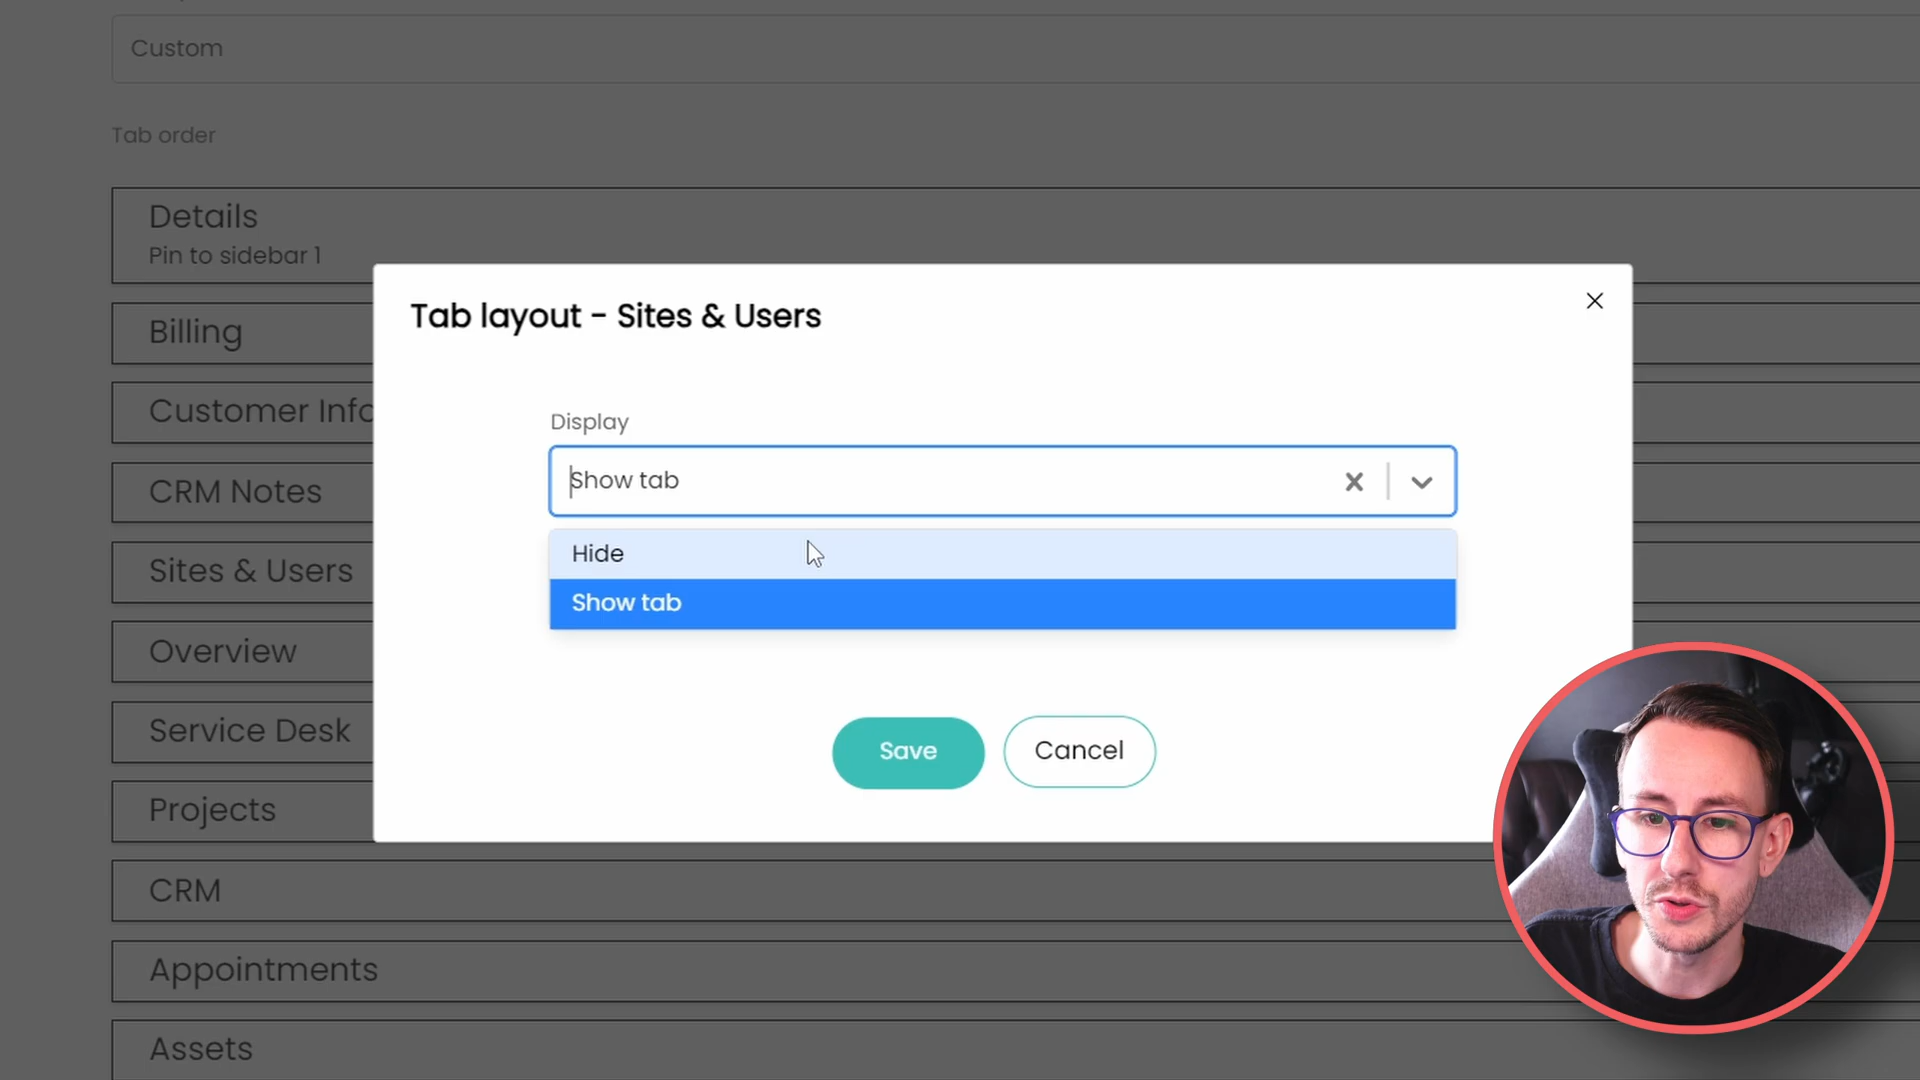 Custom
Tab order
Details
Pin to sidebar 1
Billing
Customer Info
CRM Notes
Sites & Users
Overview
Service Desk
Projects
CRM
Appointments
Assets
Tab layout - Sites & Users
Display
Show tab
Hide
Show tab
Save
Cancel